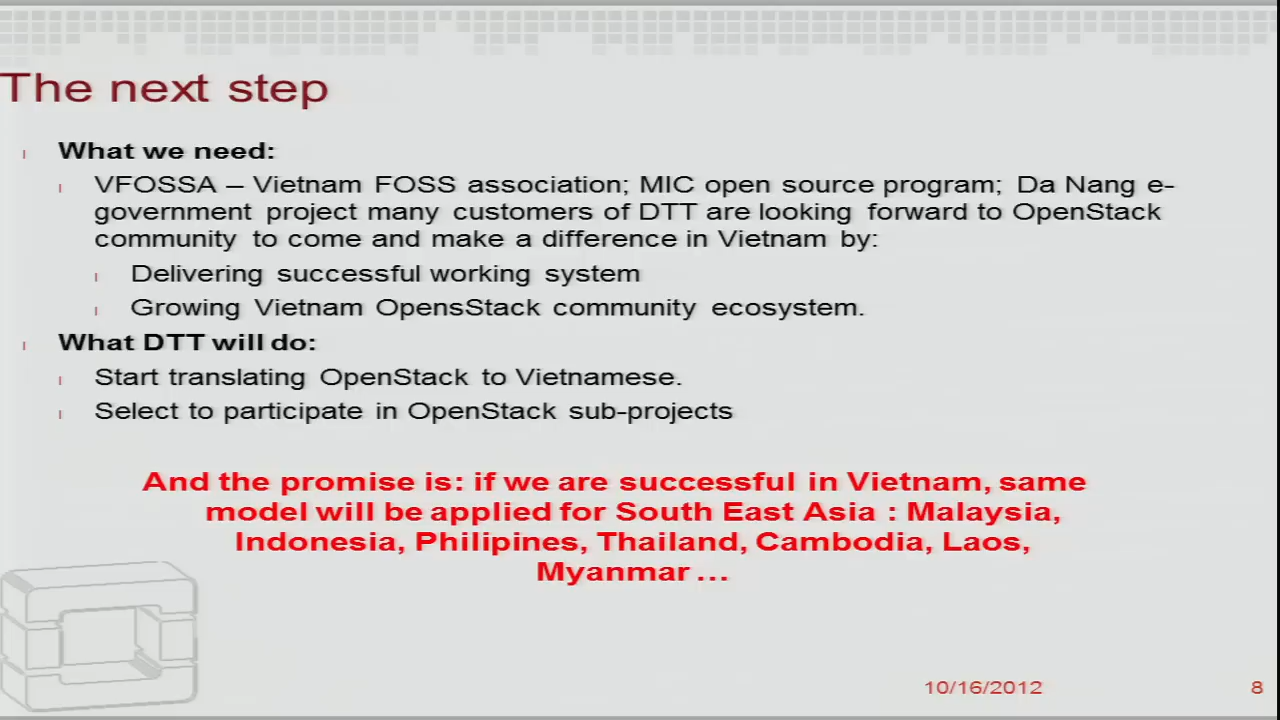 The next step
What we need:
VFOSSA – Vietnam FOSS association; MIC open source program; Da Nang e-
government project many customers of DTT are looking forward to OpenStack
community to come and make a difference in Vietnam by:
Delivering successful working system
Growing Vietnam OpensStack community ecosystem.
What DTT will do:
Start translating OpenStack to Vietnamese.
Select to participate in OpenStack sub-projects
And the promise is: if we are successful in Vietnam, same
model will be applied for South East Asia : Malaysia,
Indonesia, Philipines, Thailand, Cambodia, Laos,
Myanmar ...
10/16/2012 8